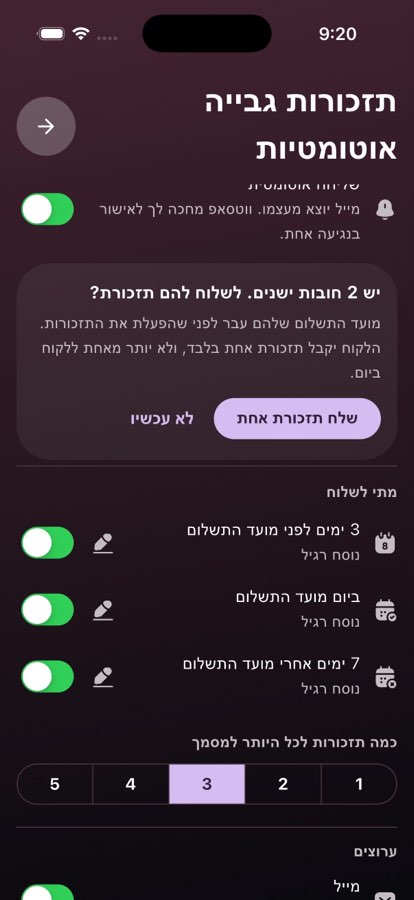 9:20
תזכורות גבייה
אוטומטיות
שליחה אוטומטית
מייל יוצא מעצמו. ווטסאפ מחכה לך לאישור
בנגיעה אחת.
יש 2 חובות ישנים. לשלוח להם תזכורת?
מועד התשלום שלהם עבר לפני שהפעלת את התזכורות.
הלקוח יקבל תזכורת אחת בלבד, ולא יותר מאחת ללקוח
ביום.
שלח תזכורת אחת
לא עכשיו
מתי לשלוח
8
3 ימים לפני מועד התשלום
נוסח רגיל
ביום מועד התשלום
נוסח רגיל
7 ימים אחרי מועד התשלום
נוסח רגיל
כמה תזכורות לכל היותר למסמך
1
2
3
4
5
ערוצים
מייל